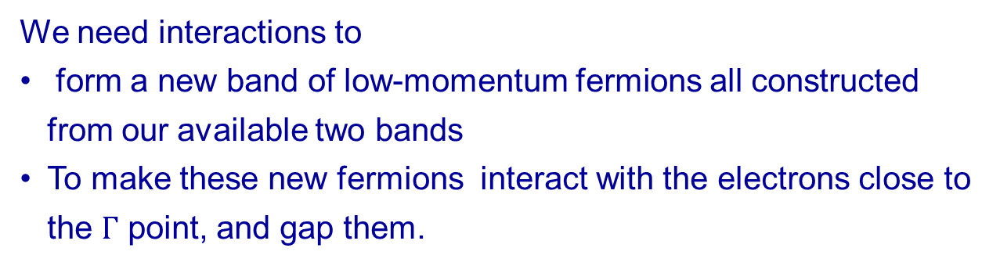 We need interactions to
•  form a new band of low-momentum fermions all constructed
from our available two bands
• To make these new fermions  interact with the electrons close to
the Γ point, and gap them.